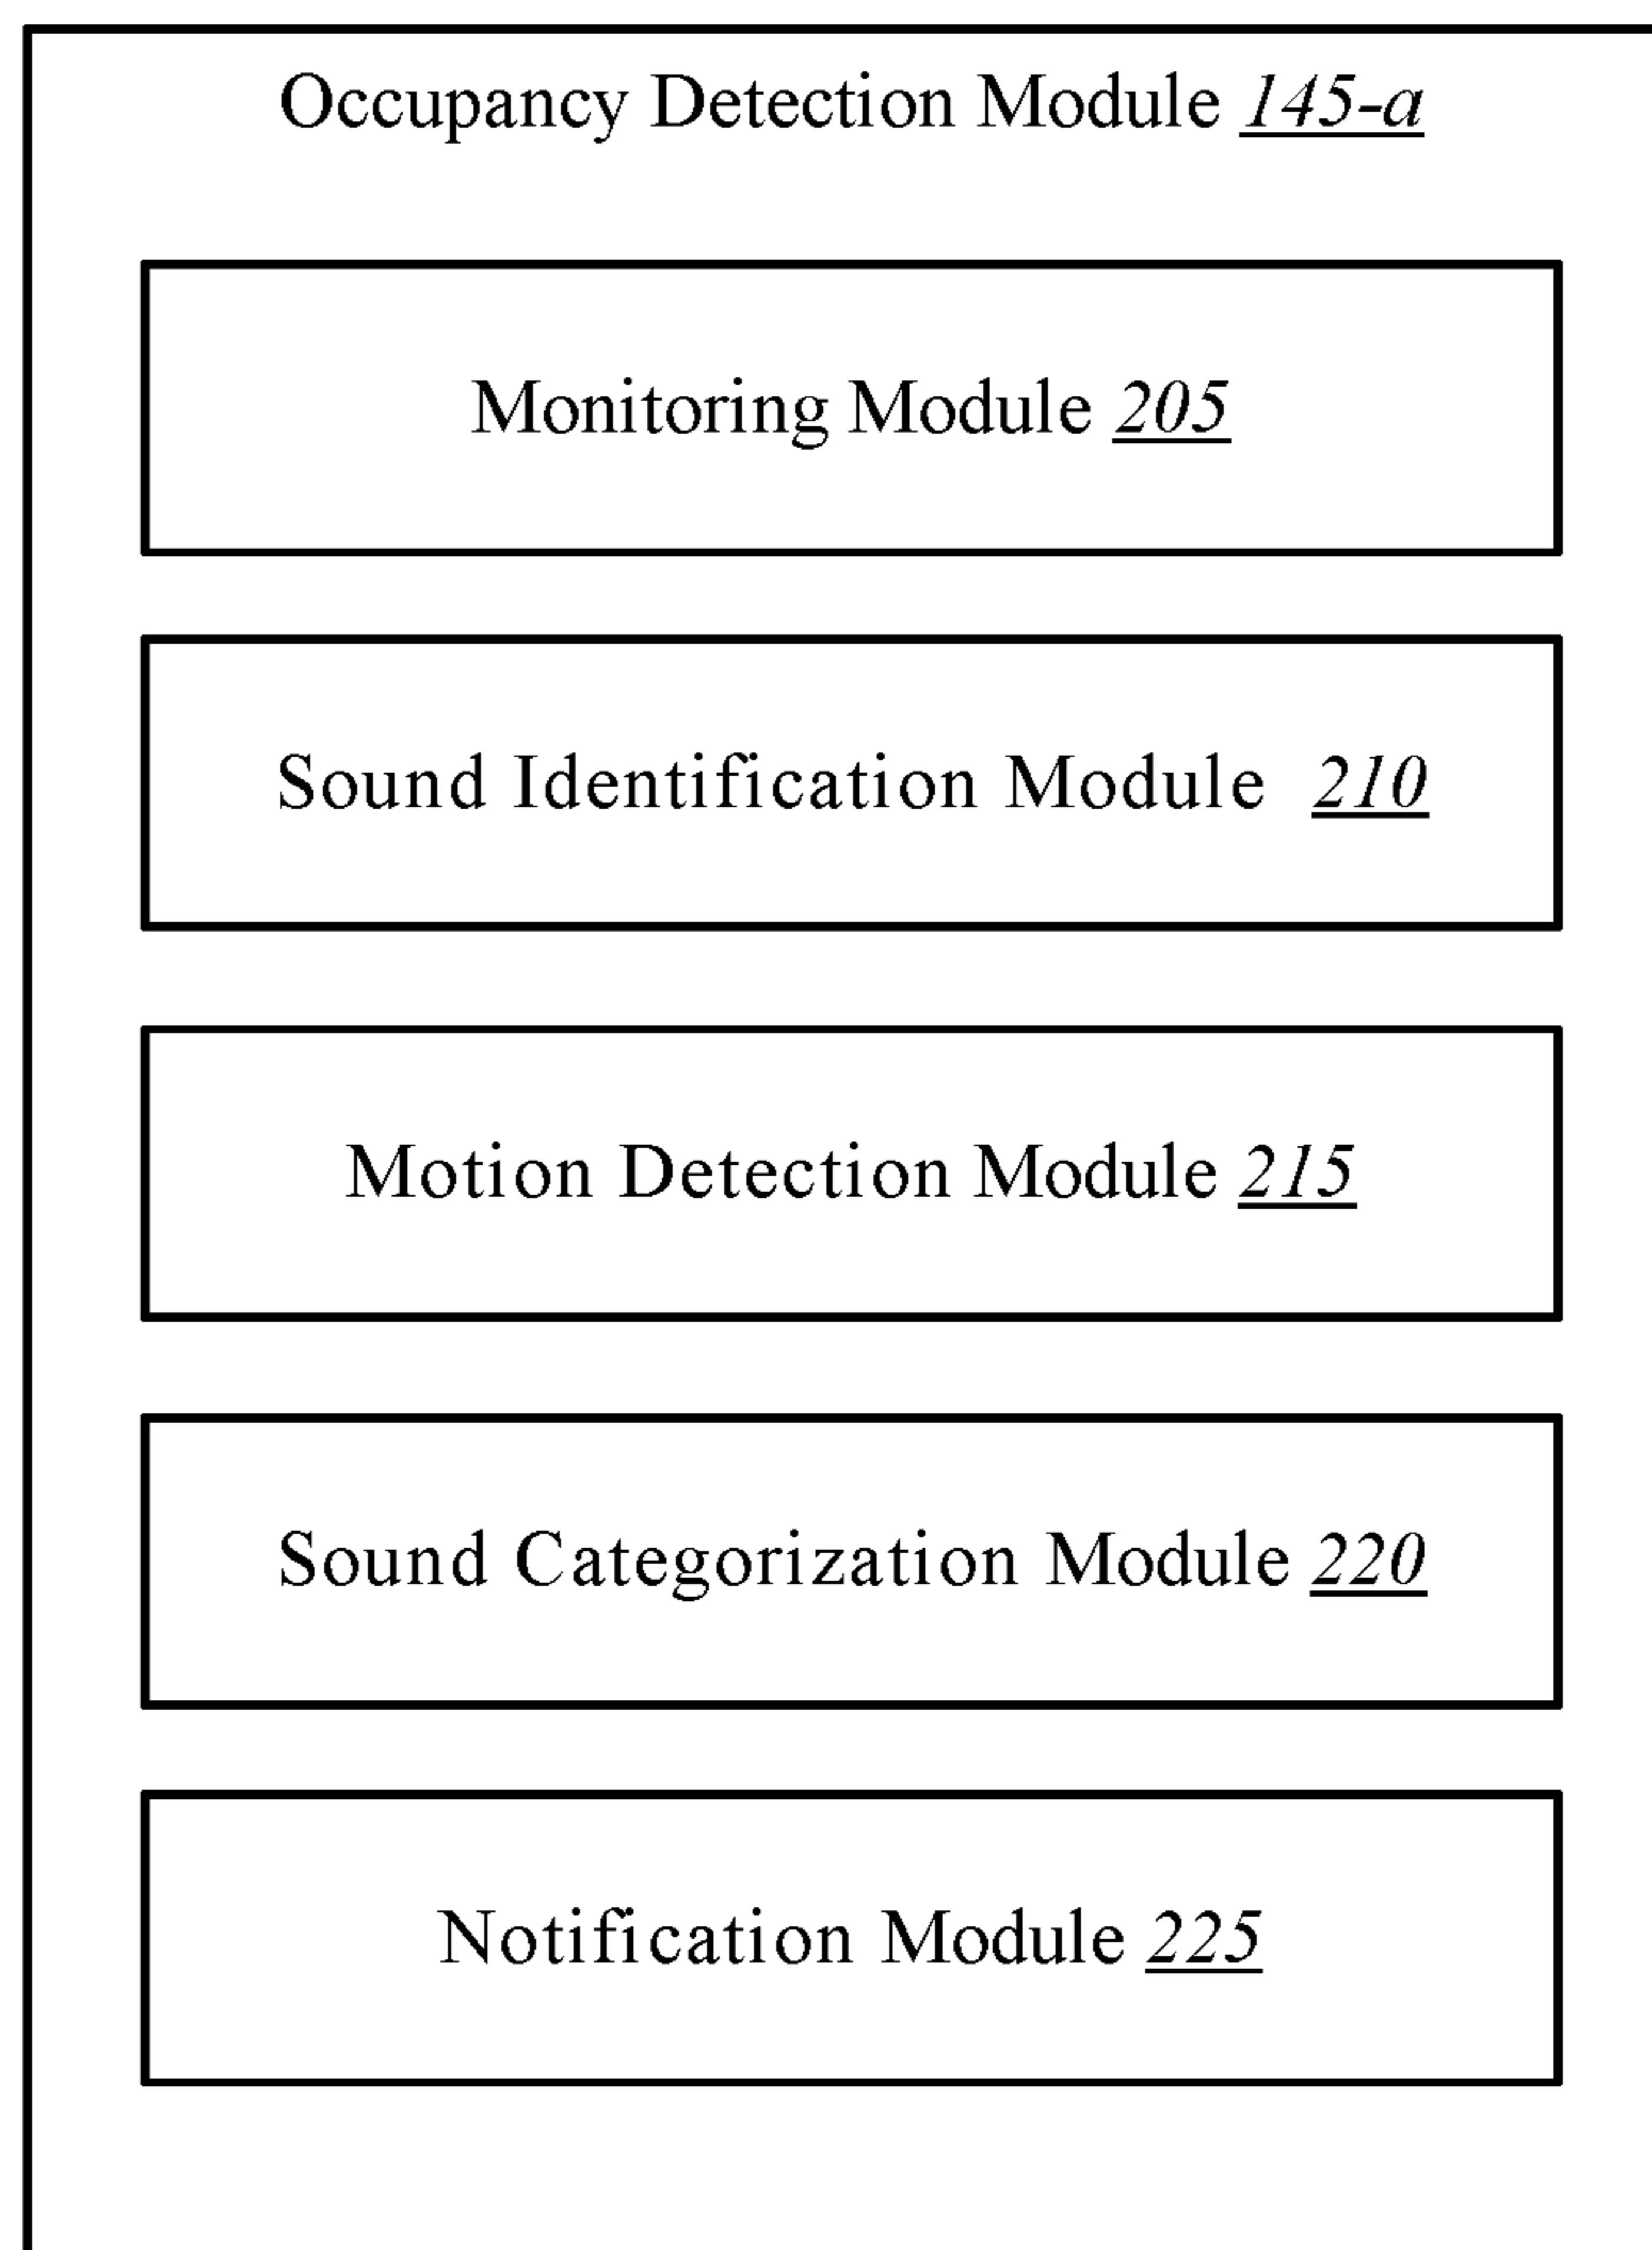 Occupancy Detection Module 145-a
Monitoring Module 205
Sound Identification Module 210
Motion Detection Module 215
Sound Categorization Module 220
Notification Module 225